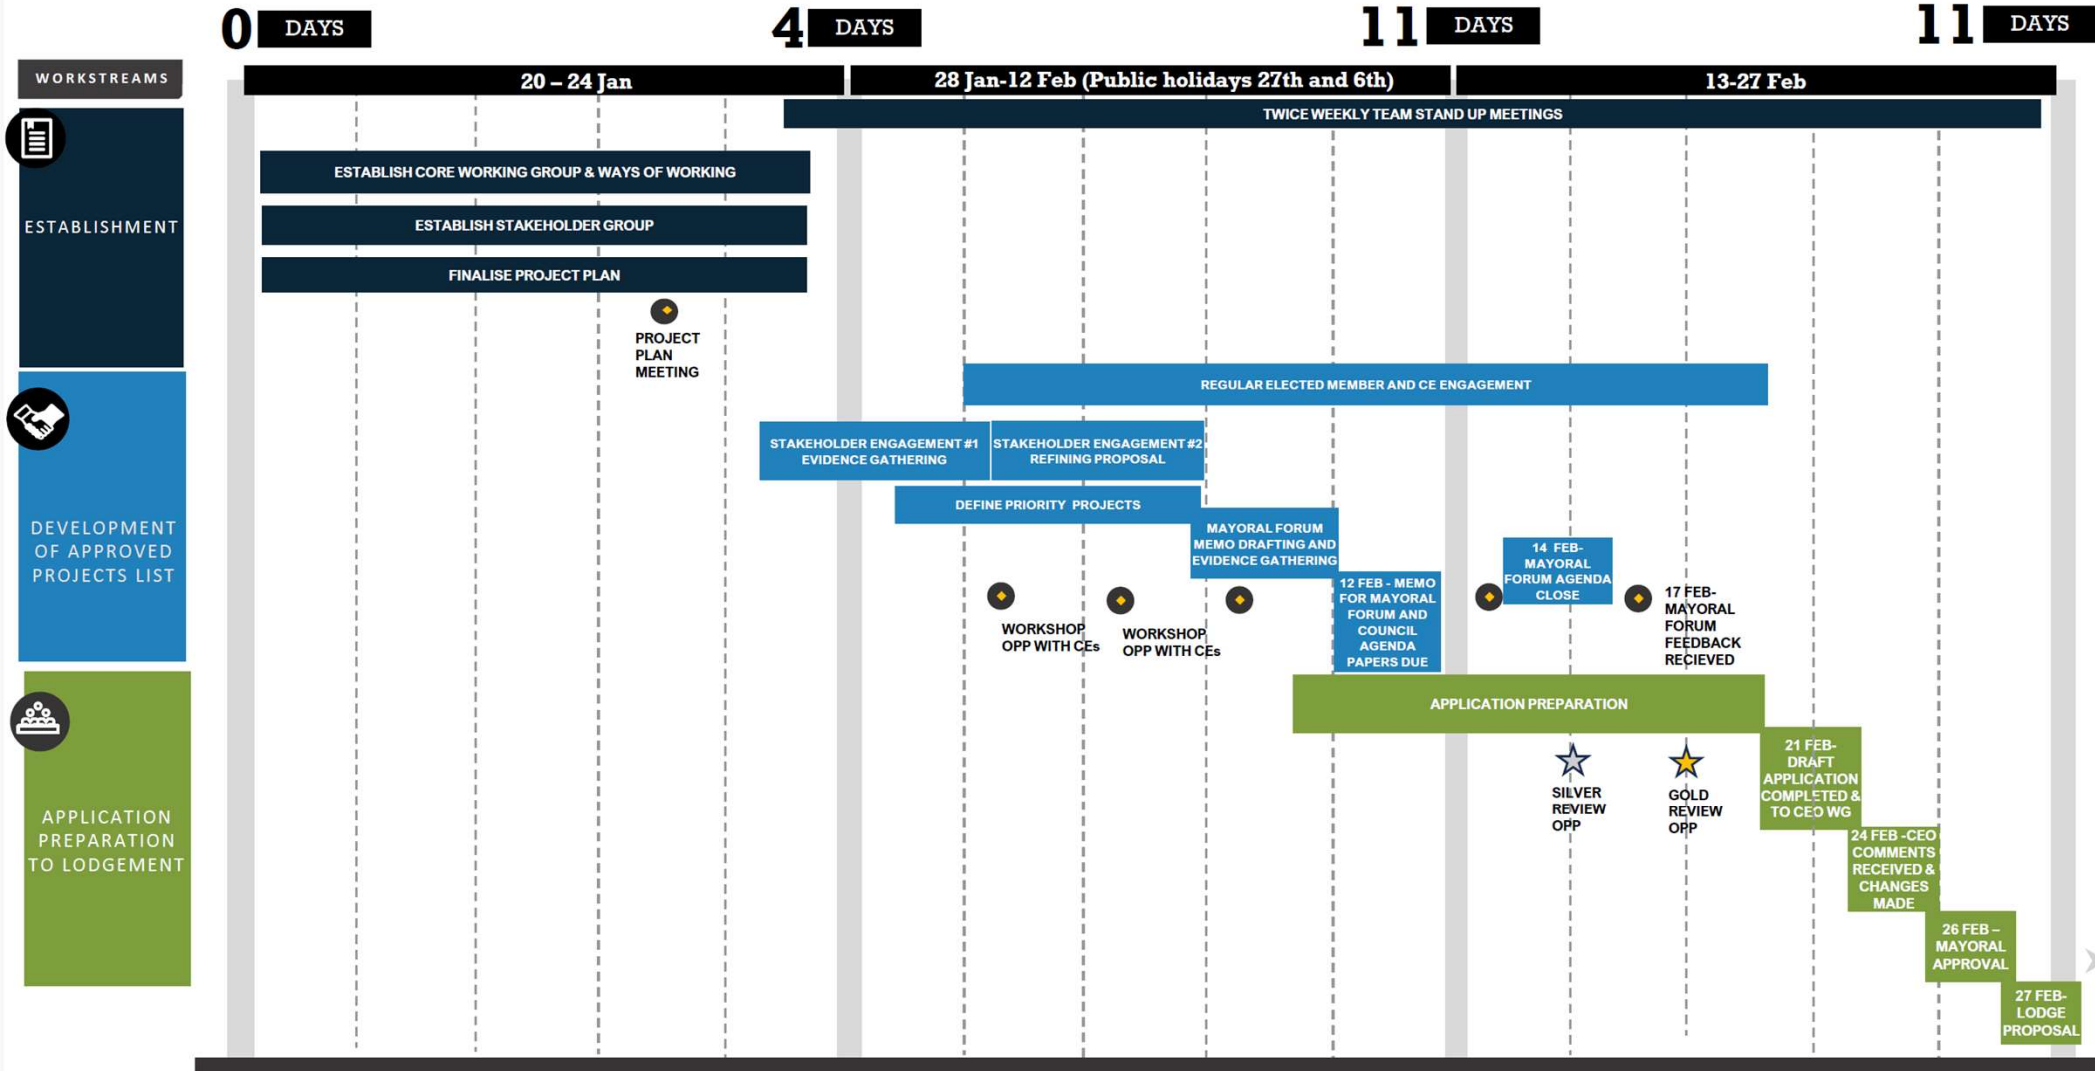 0 DAYS
4 DAYS
11 DAYS
11 DAYS
WORKSTREAMS
20 – 24 Jan
28 Jan-12 Feb (Public holidays 27th and 6th)
13-27 Feb
TWICE WEEKLY TEAM STAND UP MEETINGS
ESTABLISHMENT
ESTABLISH CORE WORKING GROUP & WAYS OF WORKING
ESTABLISH STAKEHOLDER GROUP
FINALISE PROJECT PLAN
PROJECT
PLAN
MEETING
DEVELOPMENT
OF APPROVED
PROJECTS LIST
REGULAR ELECTED MEMBER AND CE ENGAGEMENT
STAKEHOLDER ENGAGEMENT #1
EVIDENCE GATHERING
STAKEHOLDER ENGAGEMENT #2
REFINING PROPOSAL
DEFINE PRIORITY PROJECTS
MAYORAL FORUM
MEMO DRAFTING AND
EVIDENCE GATHERING
WORKSHOP
OPP WITH CEs
WORKSHOP
OPP WITH CEs
12 FEB - MEMO
FOR MAYORAL
FORUM AND
COUNCIL
AGENDA
PAPERS DUE
14 FEB-
MAYORAL
FORUM AGENDA
CLOSE
17 FEB-
MAYORAL
FORUM
FEEDBACK
RECIEVED
APPLICATION
PREPARATION
TO LODGEMENT
APPLICATION PREPARATION
SILVER
REVIEW
OPP
GOLD
REVIEW
OPP
21 FEB-
DRAFT
APPLICATION
COMPLETED &
TO CEO WG
24 FEB -CEO
COMMENTS
RECEIVED &
CHANGES
MADE
26 FEB –
MAYORAL
APPROVAL
27 FEB-
LODGE
PROPOSAL